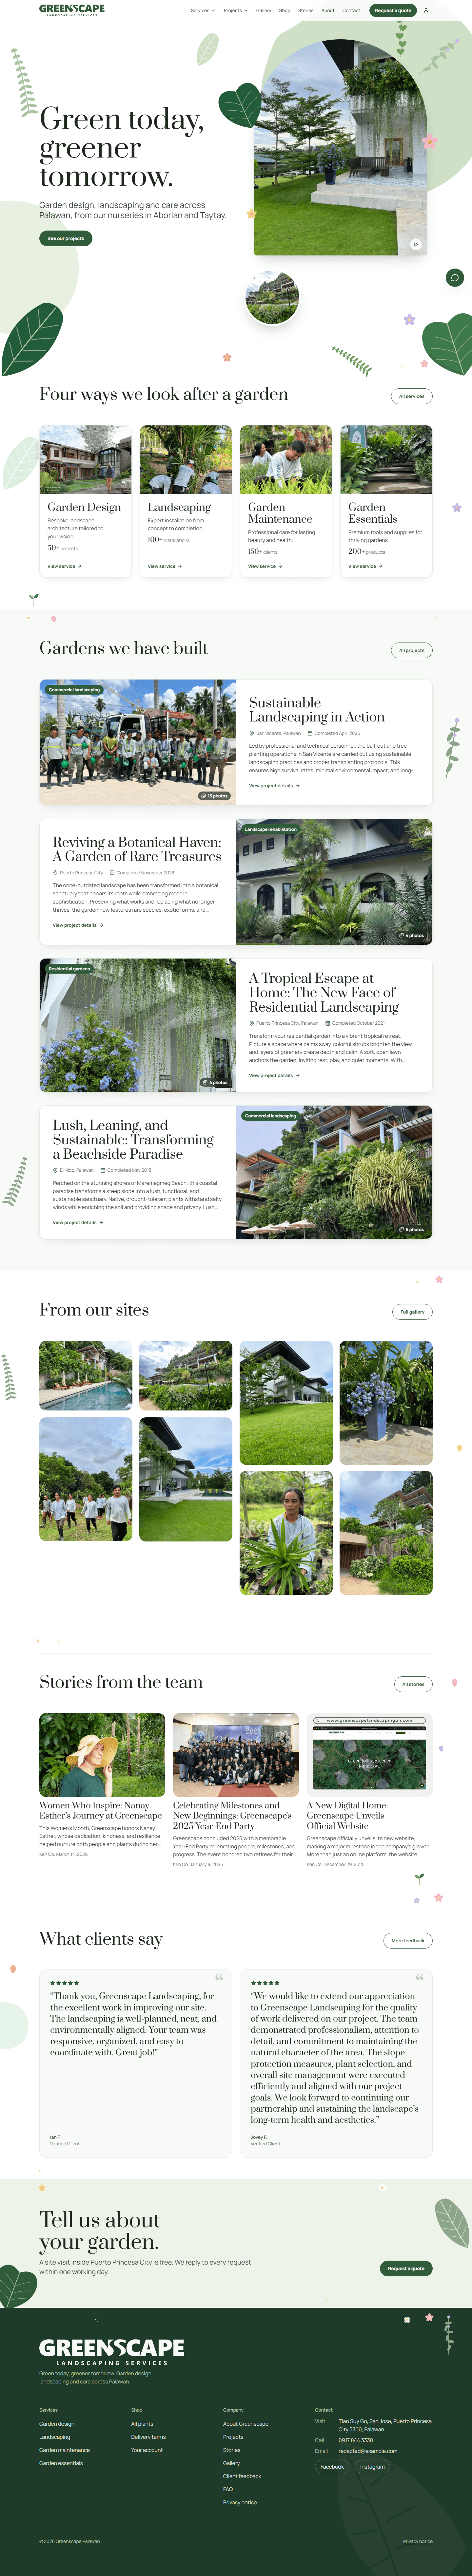 GREENSCAPE
LANDSCAPING SERVICES
Services
Projects
Gallery
Shop
Stories
About
Contact
Request a quote
Green today,
greener
tomorrow.
Garden design, landscaping and care across
Palawan, from our nurseries in Aborlan and Taytay.
See our projects
Four ways we look after a garden
All services
Garden Design
Bespoke landscape
architecture tailored to
your vision.
50+ projects
View service
Landscaping
Expert installation from
concept to completion.
100+ installations
View service
Garden
Maintenance
Professional care for lasting
beauty and health.
150+ clients
View service
Garden
Essentials
Premium tools and supplies for
thriving gardens.
200+ products
View service
Gardens we have built
All projects
Commercial landscaping
13 photos
Sustainable
Landscaping in Action
San Vicente, Palawan
Completed April 2026
Led by professional and technical personnel, the ball-out and tree
planting operations in San Vicente are carried out using sustainable
landscaping practices and proper transplanting techniques. This
ensures high survival rates, minimal environmental impact, and long-...
View project details
Reviving a Botanical Haven:
A Garden of Rare Treasures
Puerto Princesa City
Completed November 2023
The once-outdated landscape has been transformed into a botanical
sanctuary that honors its roots while embracing modern
sophistication. Preserving what works and replacing what no longer
thrives, the garden now features rare species, exotic forms, and...
View project details
Landscape rehabilitation
4 photos
Residential gardens
4 photos
A Tropical Escape at
Home: The New Face of
Residential Landscaping
Puerto Princesa City, Palawan
Completed October 2021
Transform your residential garden into a vibrant tropical retreat.
Picture a space where palms sway, colorful shrubs brighten the view,
and layers of greenery create depth and calm. A soft, open lawn
anchors the garden, inviting rest, play, and quiet moments. With...
View project details
Lush, Leaning, and
Sustainable: Transforming
a Beachside Paradise
El Nido, Palawan
Completed May 2018
Perched on the stunning shores of Maremegmeg Beach, this coastal
paradise transforms a steep slope into a lush, functional, and
sustainable sanctuary. Native, drought-tolerant plants withstand salty
winds while enriching the soil and providing shade and privacy. Lush...
View project details
Commercial landscaping
6 photos
From our sites
Full gallery
Stories from the team
All stories
www.greenscapelandscapingph.com
Women Who Inspire: Nanay
Esther's Journey at Greenscape
This Women's Month, Greenscape honors Nanay
Esther, whose dedication, kindness, and resilience
helped nurture both people and plants during her...
Ken Co, March 14, 2026
Celebrating Milestones and
New Beginnings: Greenscape's
2025 Year-End Party
Greenscape concluded 2025 with a memorable
Year-End Party celebrating people, milestones, and
progress. The event honored two retirees for their...
Ken Co, January 8, 2026
A New Digital Home:
Greenscape Unveils
Official Website
Greenscape officially unveils its new website,
marking a major milestone in the company's growth.
More than just an online platform, the website...
Ken Co, December 29, 2025
What clients say
More feedback
“Thank you, Greenscape Landscaping, for
the excellent work in improving our site.
The landscaping is well-planned, neat, and
environmentally aligned. Your team was
responsive, organized, and easy to
coordinate with. Great job!”
Ian F.
Verified Client
“We would like to extend our appreciation
to Greenscape Landscaping for the quality
of work delivered on our project. The team
demonstrated professionalism, attention to
detail, and commitment to maintaining the
natural character of the area. The slope
protection measures, plant selection, and
overall site management were executed
efficiently and aligned with our project
goals. We look forward to continuing our
partnership and sustaining the landscape's
long-term health and aesthetics.”
Jovey F.
Verified Client
Tell us about
your garden.
A site visit inside Puerto Princesa City is free. We reply to every request
within one working day.
Request a quote
GREENSCAPE
LANDSCAPING SERVICES
Green today, greener tomorrow. Garden design,
landscaping and care across Palawan.
Services
Garden design
Landscaping
Garden maintenance
Garden essentials
Shop
All plants
Delivery terms
Your account
Company
About Greenscape
Projects
Stories
Gallery
Client feedback
FAQ
Privacy notice
Contact
Visit
Tian Suy Go, San Jose, Puerto Princesa
City 5300, Palawan
Call
0917 844 3330
Email
redacted@example.com
Facebook
Instagram
© 2026 Greenscape Palawan
Privacy notice